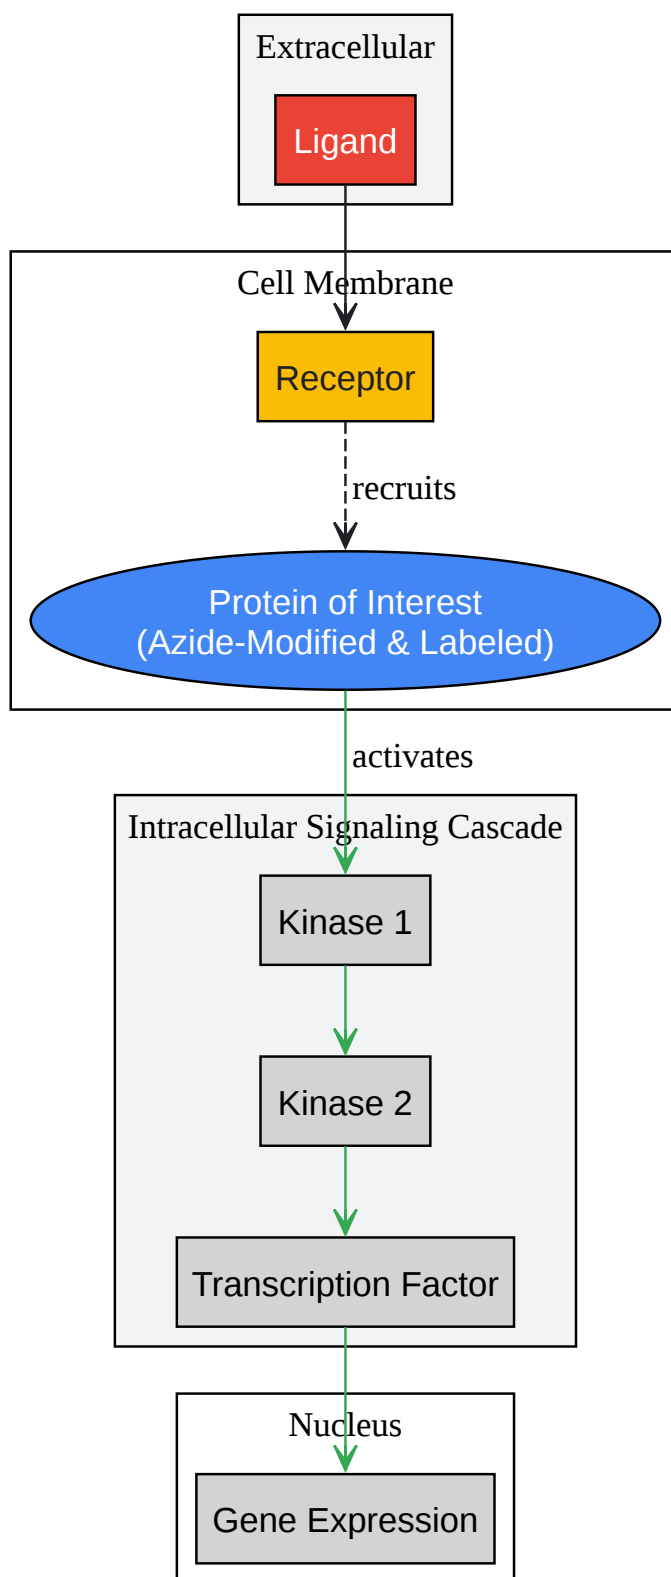 Extracellular
Ligand
Cell Membrane
Receptor
recruits
Protein of Interest
(Azide-Modified & Labeled)
activates
Intracellular Signaling Cascade
Kinase 1
Kinase 2
Transcription Factor
Nucleus
Gene Expression